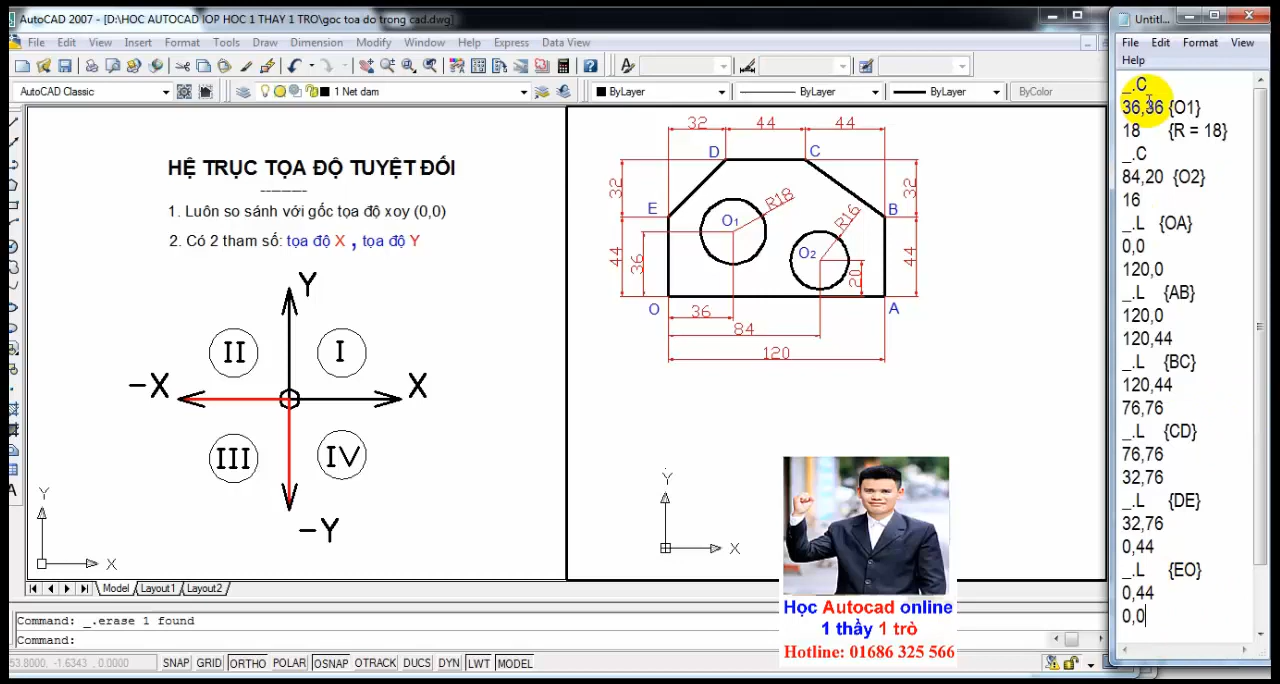 AutoCAD 2007 - [D:\HOC AUTOCAD lOP HOC 1 THAY 1 TRO\goc toa do trong cad.dwg]
File Edit View Insert Format Tools Draw Dimension Modify Window Help Express Data View
AutoCAD Classic
1 Net dam
ByLayer
ByLayer
ByLayer
ByColor
HỆ TRỤC TỌA ĐỘ TUYỆT ĐỐI
----------
1. Luôn so sánh với gốc tọa độ xoy (0,0)
2. Có 2 tham số: tọa độ X , tọa độ Y
Y
II
I
-X
X
III
IV
-Y
Y
X
32 44 44
D C
32
32
E
B
R18
O1
R16
O2
44
36
20
44
O
A
36
84
120
Y
X
Học Autocad online
1 thầy 1 trò
Hotline: 01686 325 566
Model Layout1 Layout2
Command: _.erase 1 found
Command:
53.8000, -1.6343 , 0.0000 SNAP GRID ORTHO POLAR OSNAP OTRACK DUCS DYN LWT MODEL
Untitl...
File Edit Format View
Help
_.C
36,36 {O1}
18 {R = 18}
_.C
84,20 {O2}
16
_.L {OA}
0,0
120,0
_.L {AB}
120,0
120,44
_.L {BC}
120,44
76,76
_.L {CD}
76,76
32,76
_.L {DE}
32,76
0,44
_.L {EO}
0,44
0,0